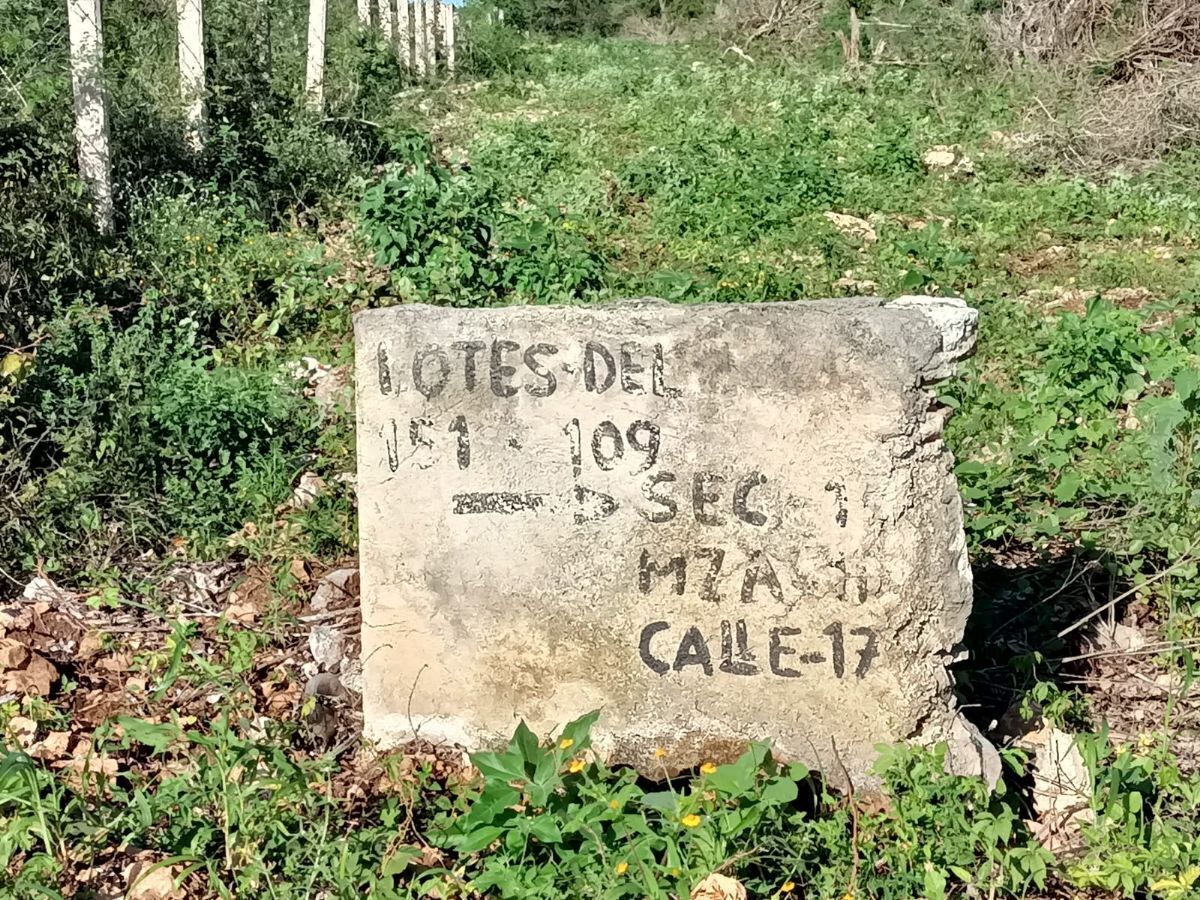 LOTES DEL
151 - 109
SEC. 1
MZA
CALLE-17